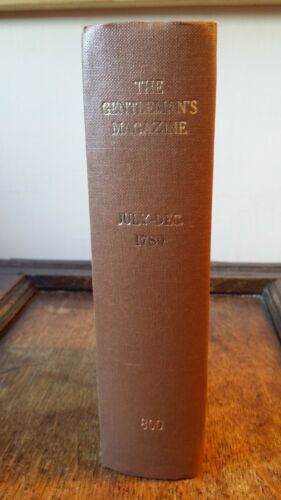 THE
GENTLEMAN'S
MAGAZINE
JULY-DEC.
1789
800